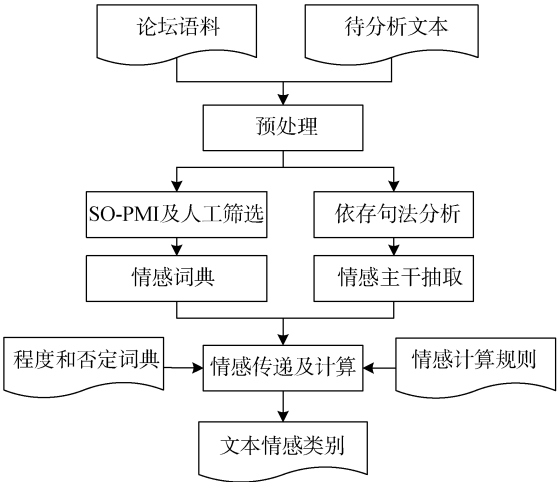 论坛语料
待分析文本
预处理
SO-PMI及人工筛选
依存句法分析
情感词典
情感主干抽取
程度和否定词典
情感传递及计算
情感计算规则
文本情感类别